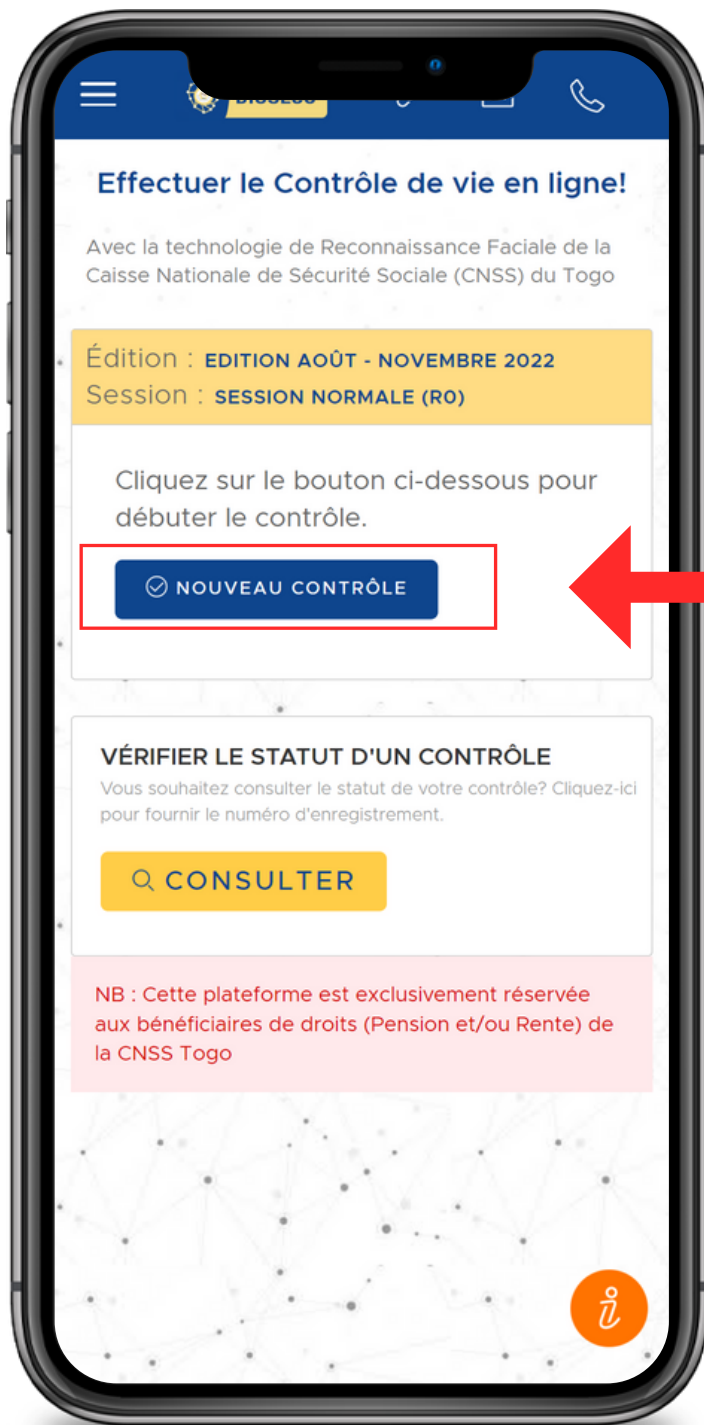 Effectuer le Contrôle de vie en ligne!
Avec la technologie de Reconnaissance Faciale de la
Caisse Nationale de Sécurité Sociale (CNSS) du Togo
Édition : EDITION AOÛT - NOVEMBRE 2022
Session : SESSION NORMALE (R0)
Cliquez sur le bouton ci-dessous pour
débuter le contrôle.
NOUVEAU CONTRÔLE
VÉRIFIER LE STATUT D'UN CONTRÔLE
Vous souhaitez consulter le statut de votre contrôle? Cliquez-ici
pour fournir le numéro d'enregistrement.
CONSULTER
NB : Cette plateforme est exclusivement réservée
aux bénéficiaires de droits (Pension et/ou Rente) de
la CNSS Togo